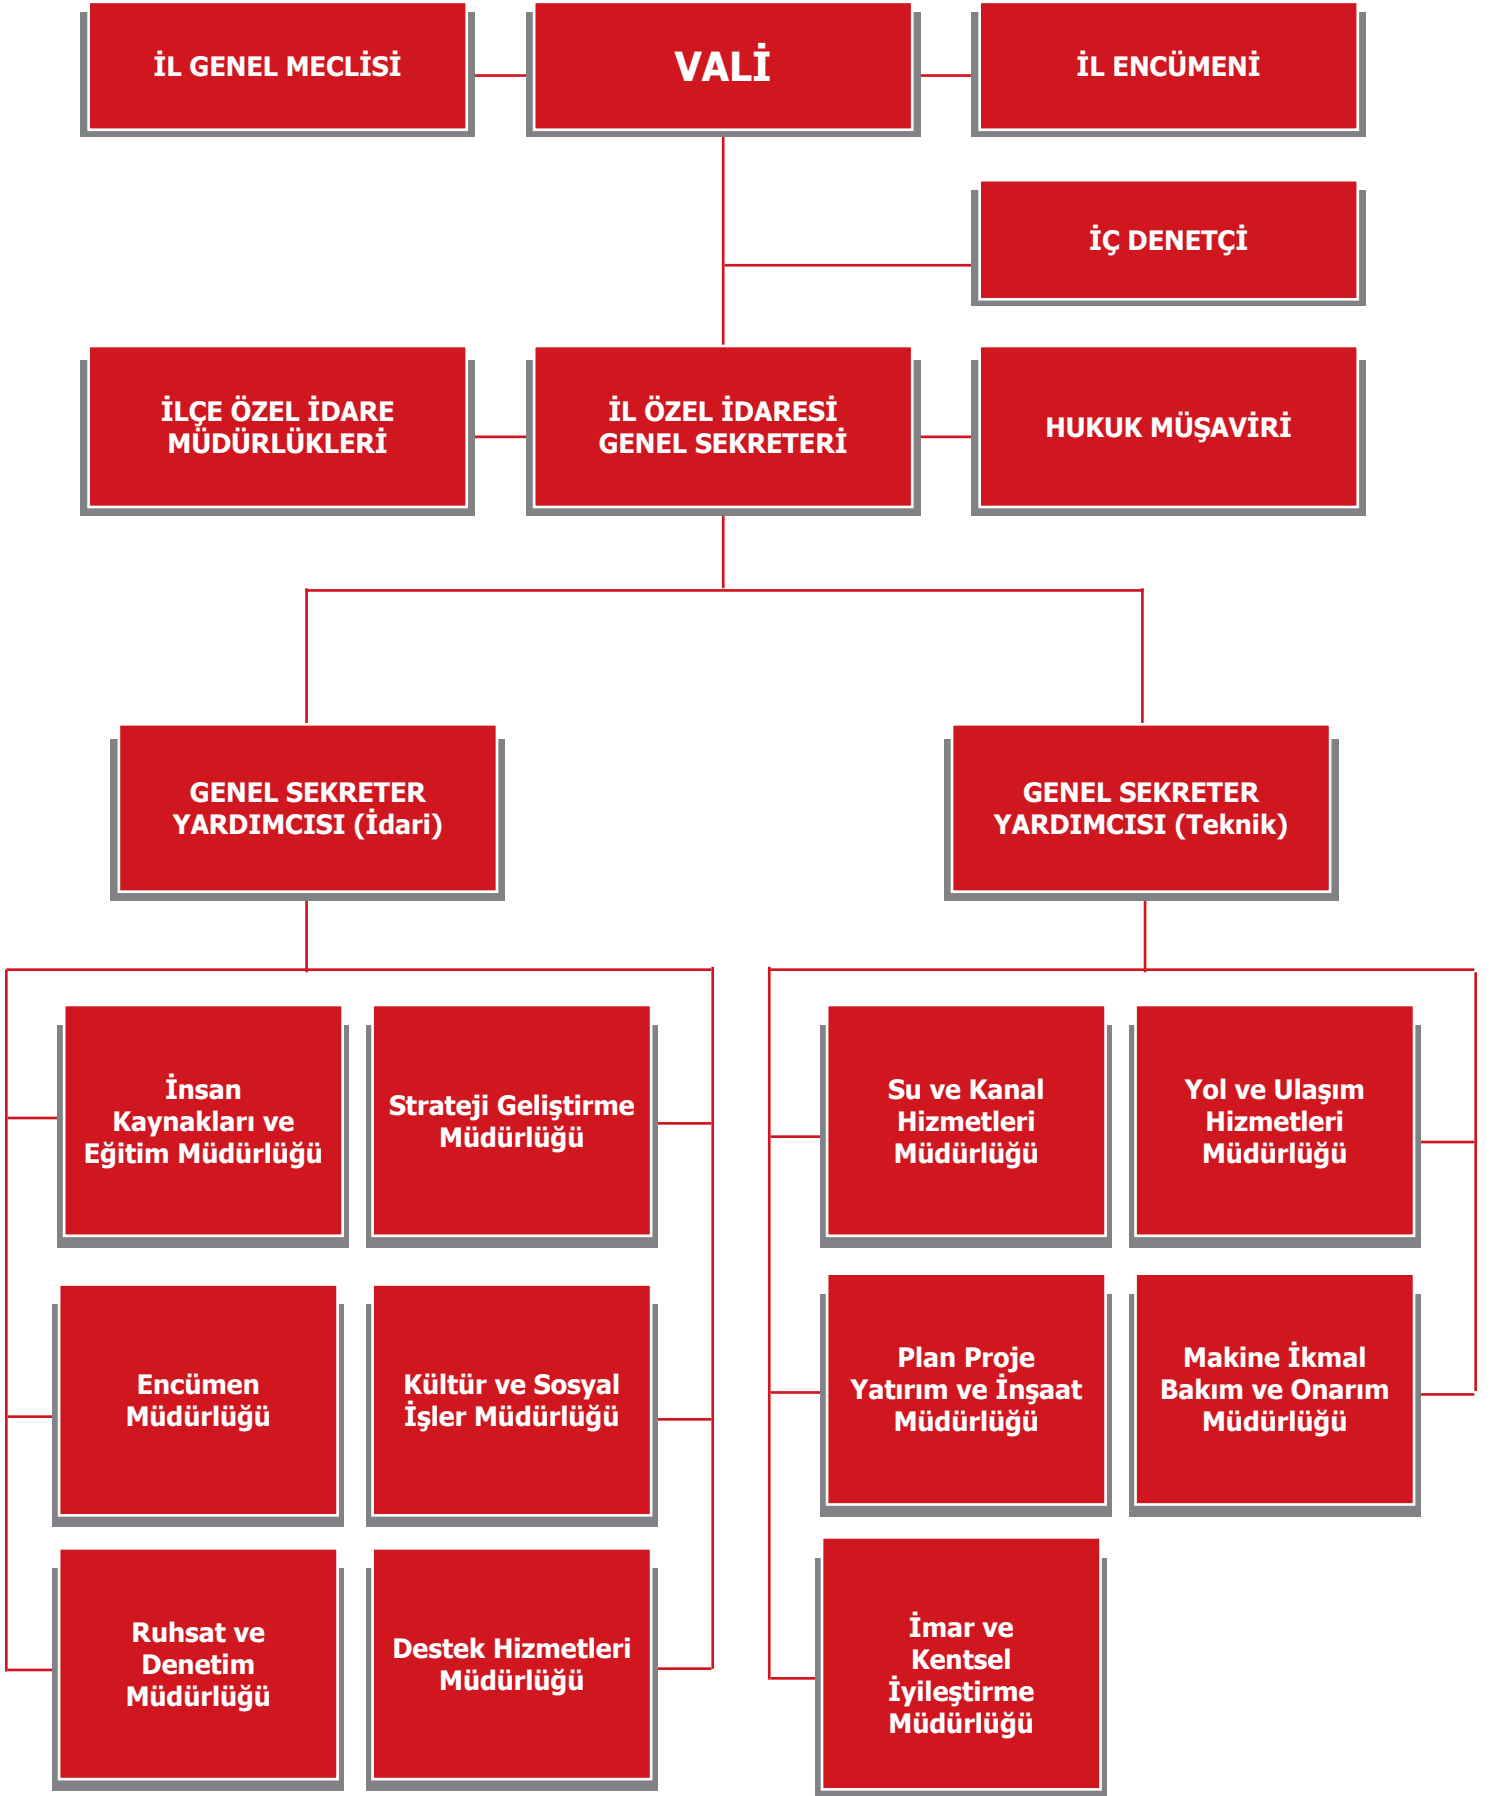 İL GENEL MECLİSİ
VALİ
İL ENCÜMENİ
İÇ DENETÇİ
İLÇE ÖZEL İDARE
MÜDÜRLÜKLERİ
İL ÖZEL İDARESİ
GENEL SEKRETERİ
HUKUK MÜŞAVİRİ
GENEL SEKRETER
YARDIMCISI (İdari)
GENEL SEKRETER
YARDIMCISI (Teknik)
İnsan
Kaynakları ve
Eğitim Müdürlüğü
Strateji Geliştirme
Müdürlüğü
Su ve Kanal
Hizmetleri
Müdürlüğü
Yol ve Ulaşım
Hizmetleri
Müdürlüğü
Encümen
Müdürlüğü
Kültür ve Sosyal
İşler Müdürlüğü
Plan Proje
Yatırım ve İnşaat
Müdürlüğü
Makine İkmal
Bakım ve Onarım
Müdürlüğü
Ruhsat ve
Denetim
Müdürlüğü
Destek Hizmetleri
Müdürlüğü
İmar ve
Kentsel
İyileştirme
Müdürlüğü